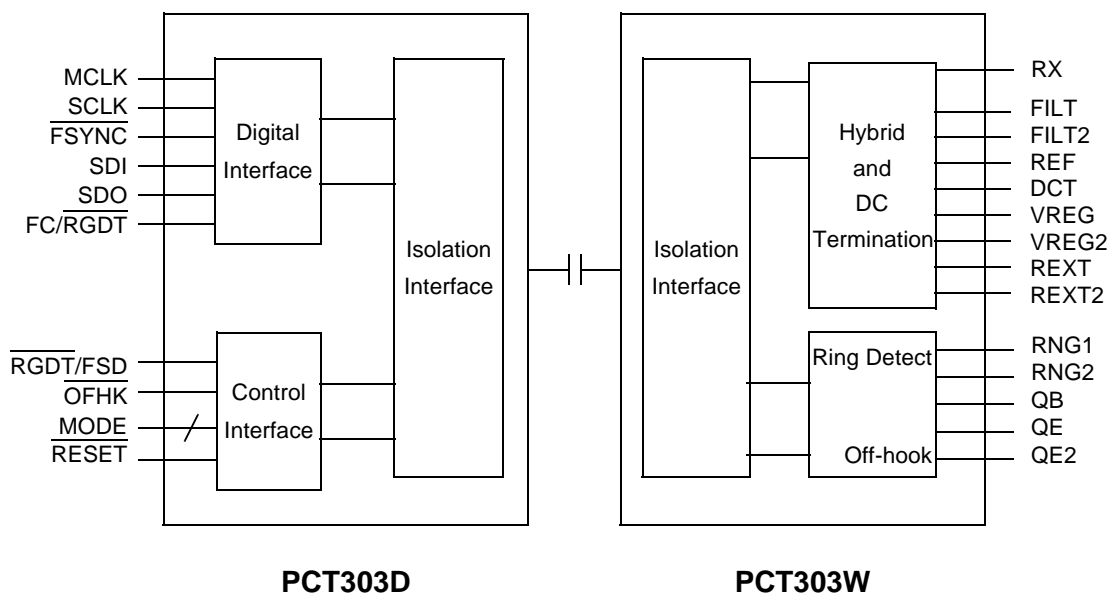 MCLK
SCLK
FSYNC
SDI
SDO
FC/RGDT
Digital
Interface
RGDT/FSD
OFHK
MODE
RESET
Control
Interface
Isolation
Interface
Isolation
Interface
Hybrid
and
DC
Termination
RX
FILT
FILT2
REF
DCT
VREG
VREG2
REXT
REXT2
Ring Detect
Off-hook
RNG1
RNG2
QB
QE
QE2
PCT303D
PCT303W